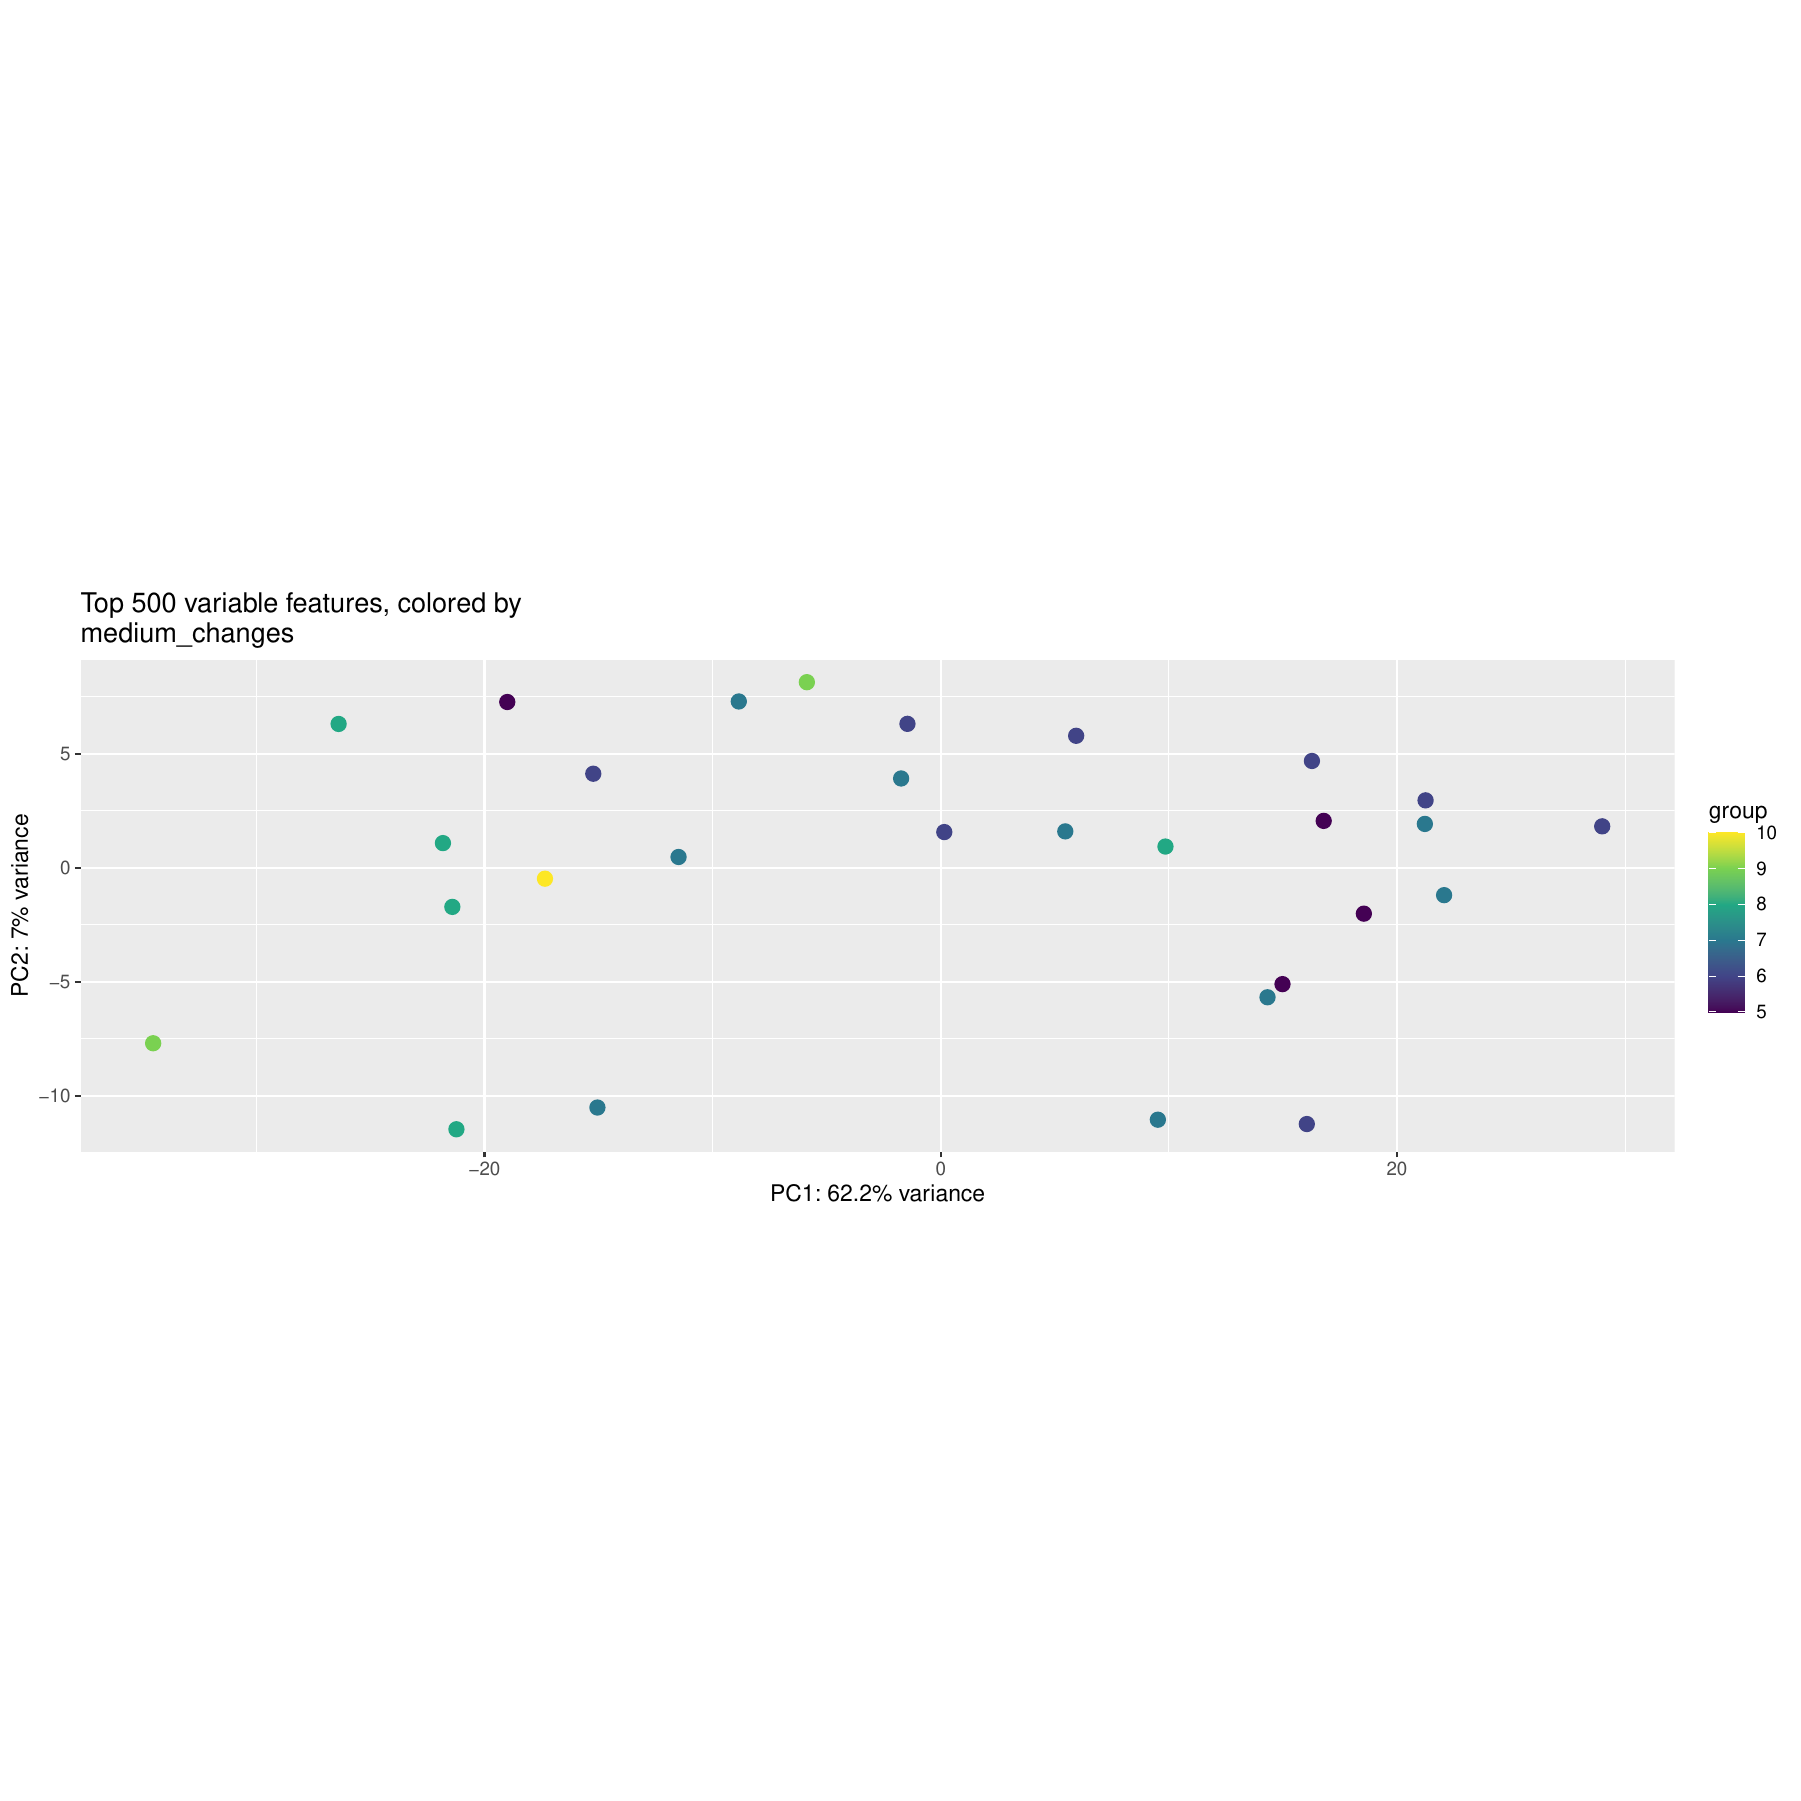 Top 500 variable features, colored by
medium_changes
5
0
−5
−10
PC2: 7% variance
−20
0
20
PC1: 62.2% variance
group
10
9
8
7
6
5